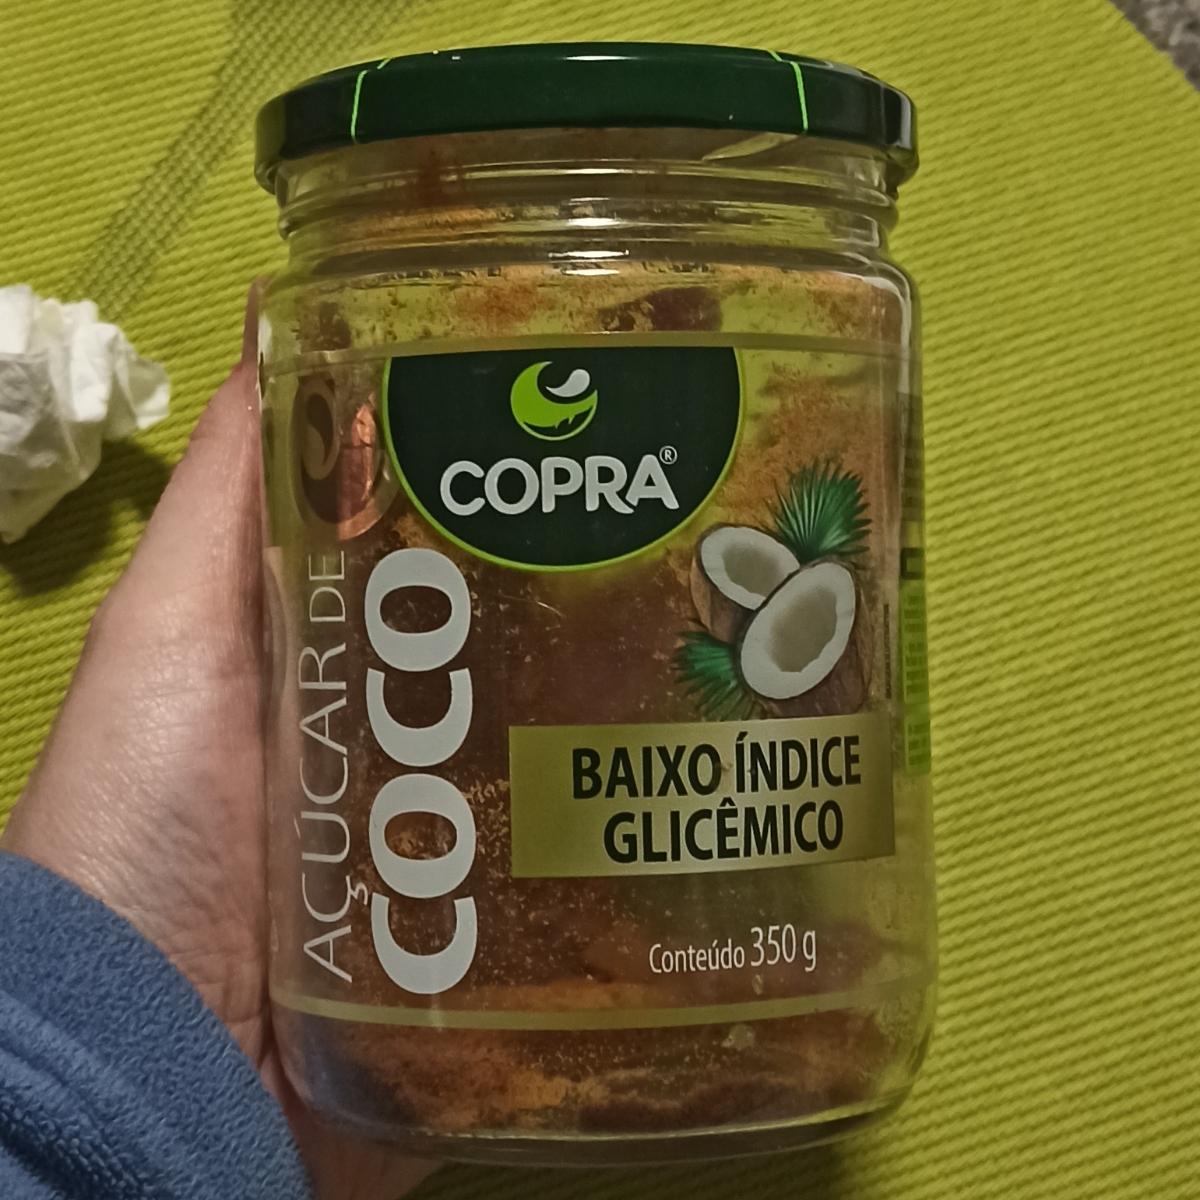 COPRA®
AÇÚCAR DE
COCO
BAIXO ÍNDICE
GLICÊMICO
Conteúdo 350 g